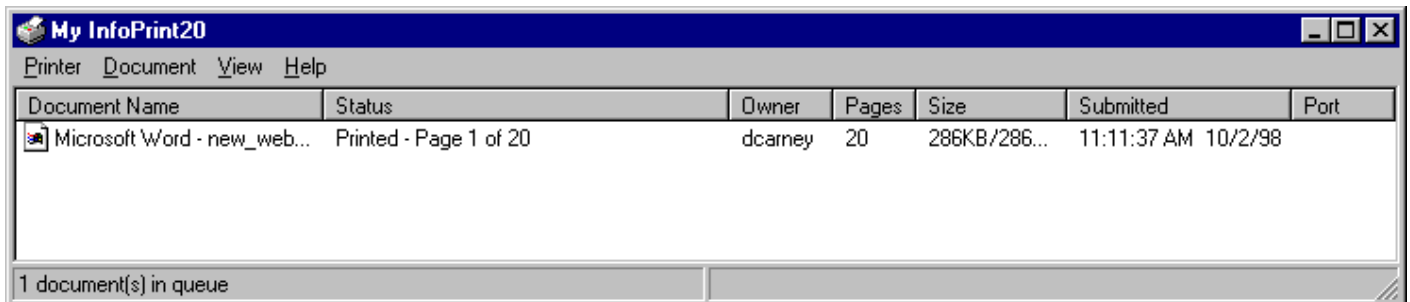 My InfoPrint20
Printer Document View Help
Document Name Status Owner Pages Size Submitted Port
Microsoft Word - new_web... Printed - Page 1 of 20 dcarney 20 286KB/286... 11:11:37 AM 10/2/98
1 document(s) in queue